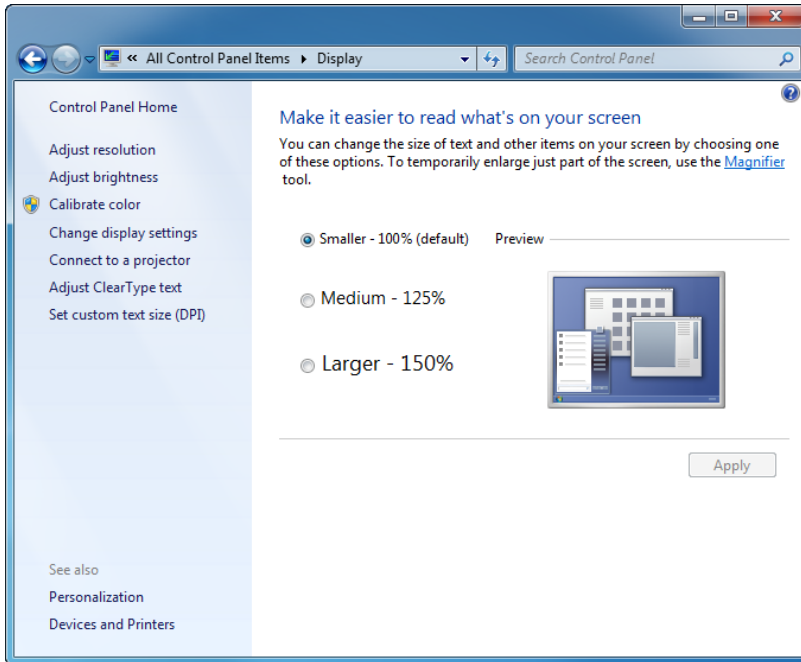 « All Control Panel Items ▸ Display
Search Control Panel
Control Panel Home
Adjust resolution
Adjust brightness
Calibrate color
Change display settings
Connect to a projector
Adjust ClearType text
Set custom text size (DPI)
See also
Personalization
Devices and Printers
Make it easier to read what's on your screen
You can change the size of text and other items on your screen by choosing one
of these options. To temporarily enlarge just part of the screen, use the Magnifier
tool.
Smaller - 100% (default)
Preview
Medium - 125%
Larger - 150%
Apply